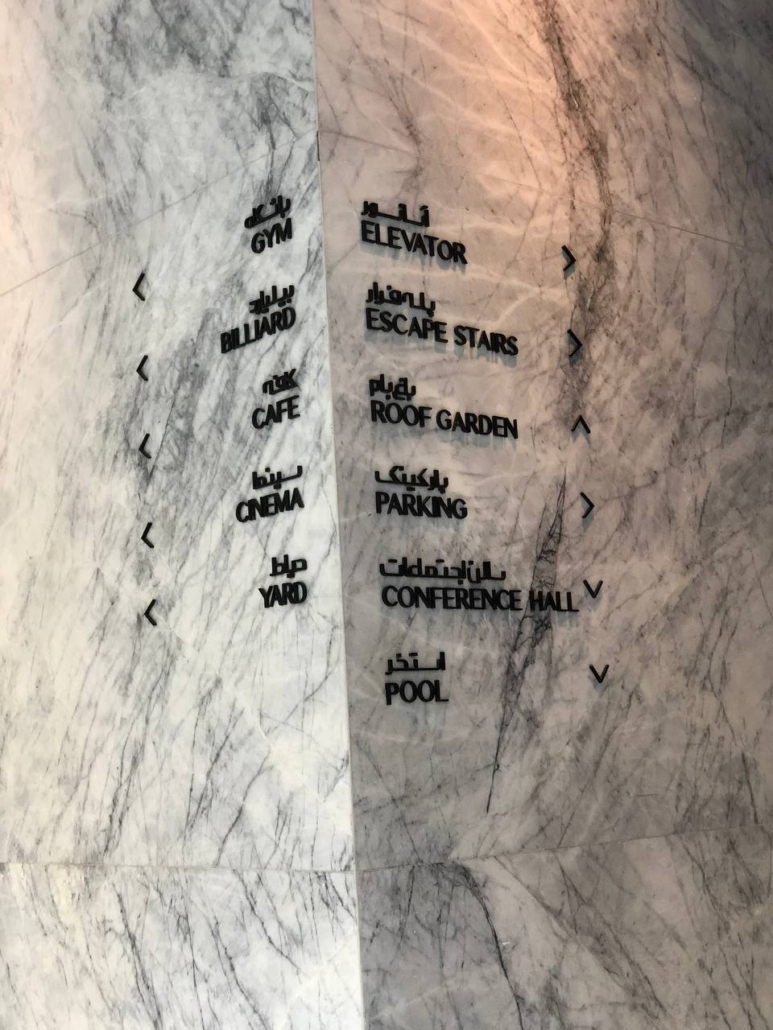 باشگاه
GYM
بیلیارد
BILLIARD
کافه
CAFE
سینما
CINEMA
حیاط
YARD
آسانسور
ELEVATOR
پله فرار
ESCAPE STAIRS
باغ بام
ROOF GARDEN
پارکینگ
PARKING
سالن اجتماعات
CONFERENCE HALL
استخر
POOL